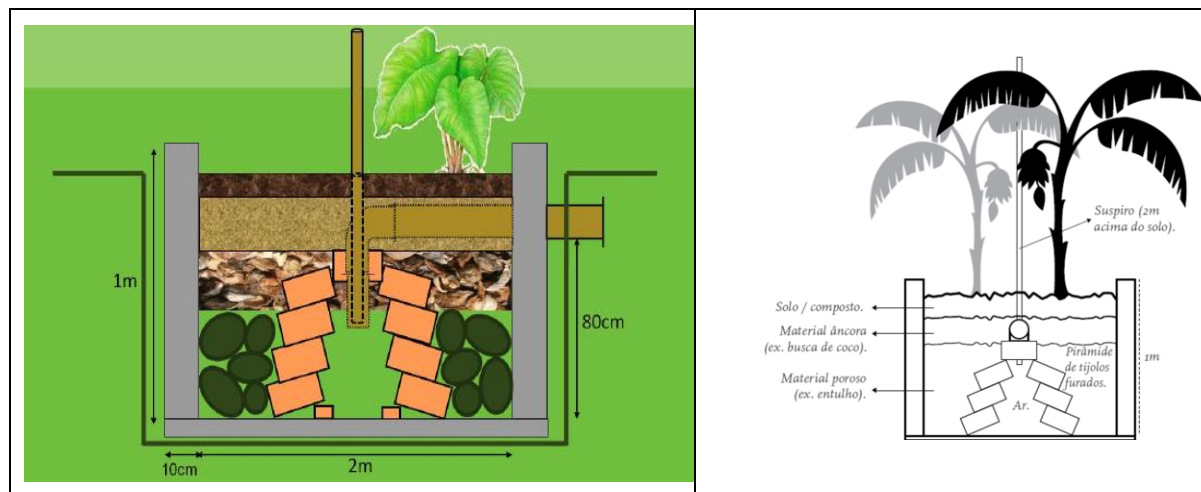 1m
80cm
10cm
2m
Suspiro (2m
acima do solo).
Solo / composto.
Material âncora
(ex. busca de coco).
Pirâmide
de tijolos
furados.
Material poroso
(ex. entulho).
Ar.
1m